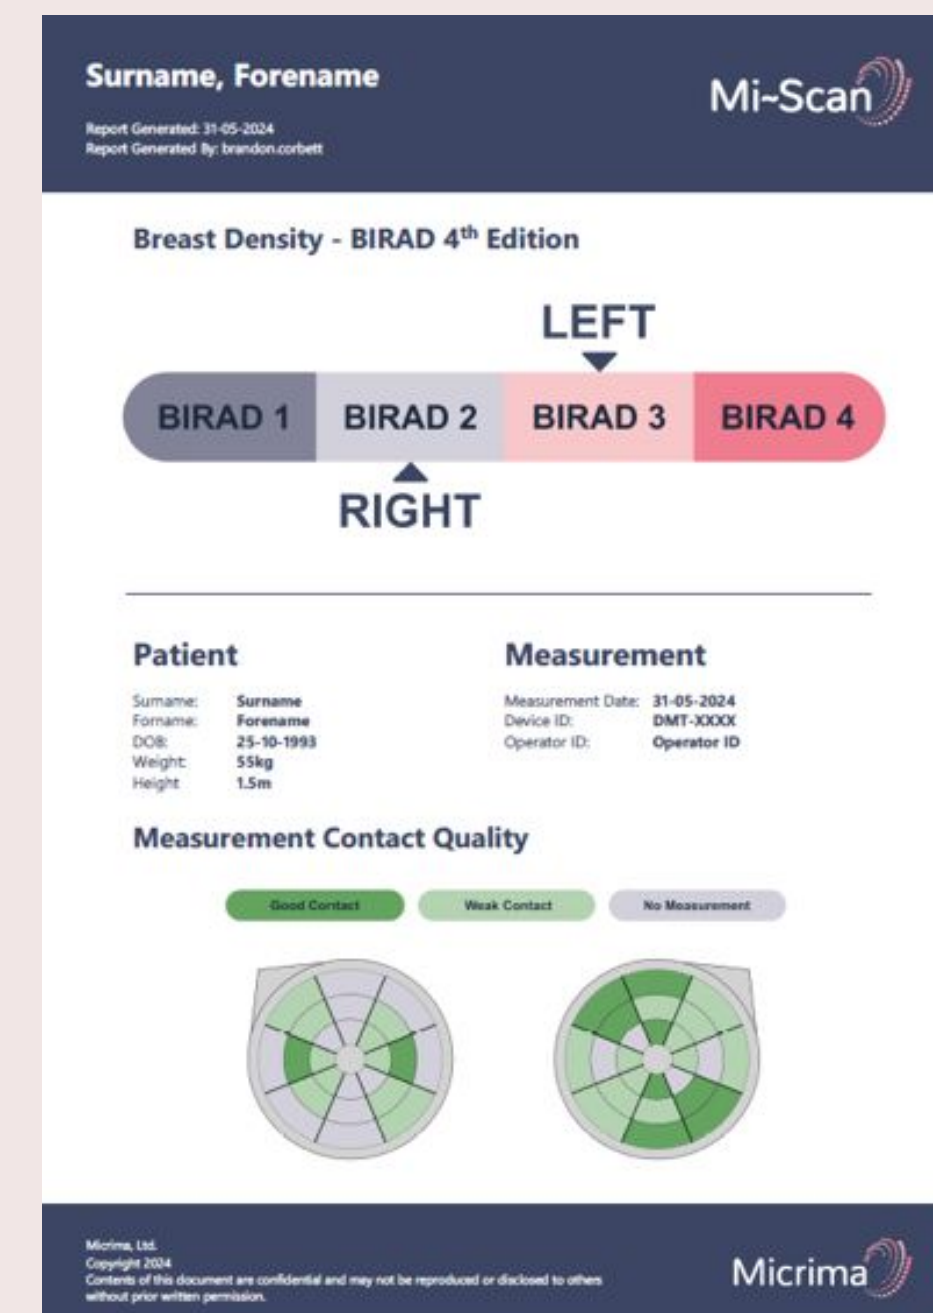 Surname, Forename
Mi~Scan
Report Generated: 31-05-2024
Report Generated By: brandon.corbett
Breast Density - BIRAD 4th Edition
LEFT
BIRAD 1 BIRAD 2 BIRAD 3 BIRAD 4
RIGHT
Patient
Surname: Surname
Forname: Forename
DOB: 25-10-1993
Weight: 55kg
Height 1.5m
Measurement
Measurement Date: 31-05-2024
Device ID: DMT-XXXX
Operator ID: Operator ID
Measurement Contact Quality
Good Contact Weak Contact No Measurement
Micrima, Ltd.
Copyright 2024
Contents of this document are confidential and may not be reproduced or disclosed to others
without prior written permission.
Micrima